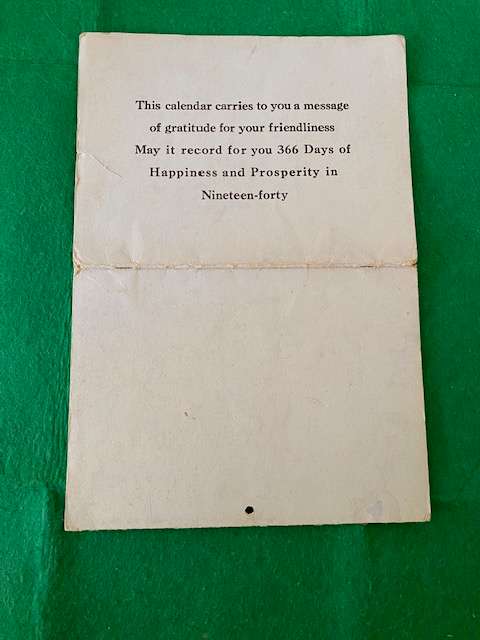 This calendar carries to you a message
of gratitude for your friendliness
May it record for you 366 Days of
Happiness and Prosperity in
Nineteen-forty